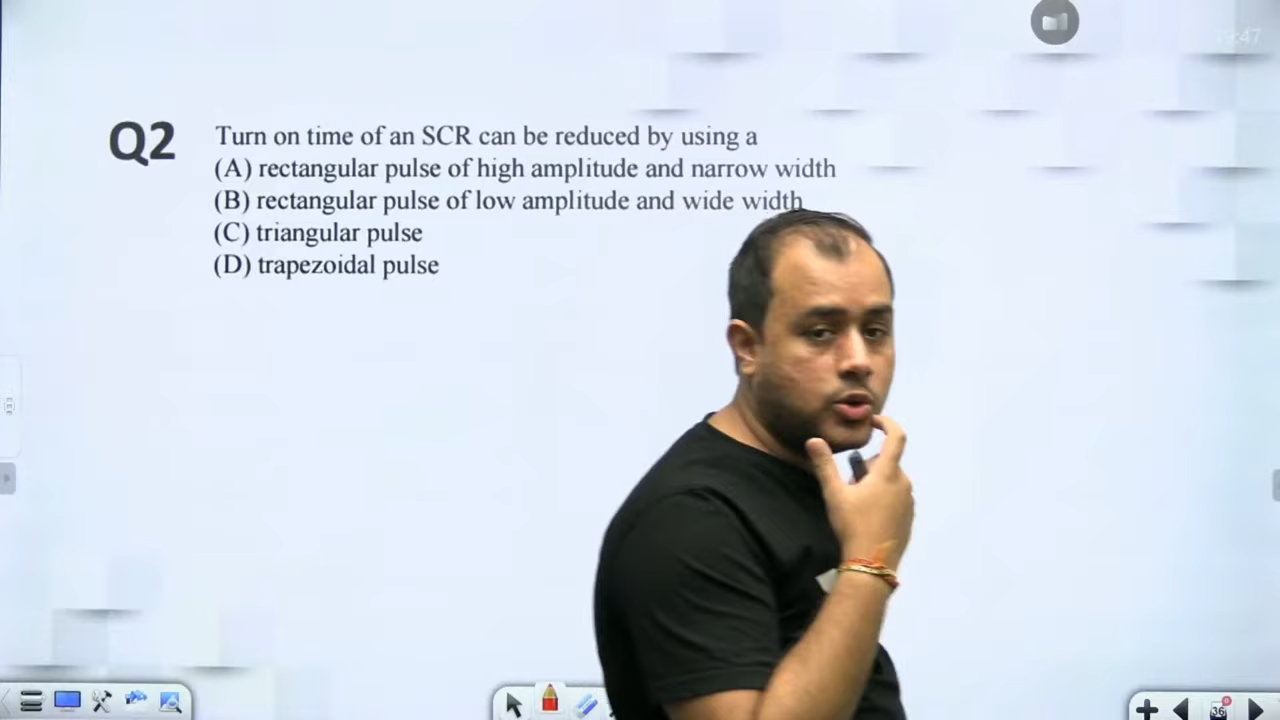 Q2 Turn on time of an SCR can be reduced by using a
(A) rectangular pulse of high amplitude and narrow width
(B) rectangular pulse of low amplitude and wide width
(C) triangular pulse
(D) trapezoidal pulse
36